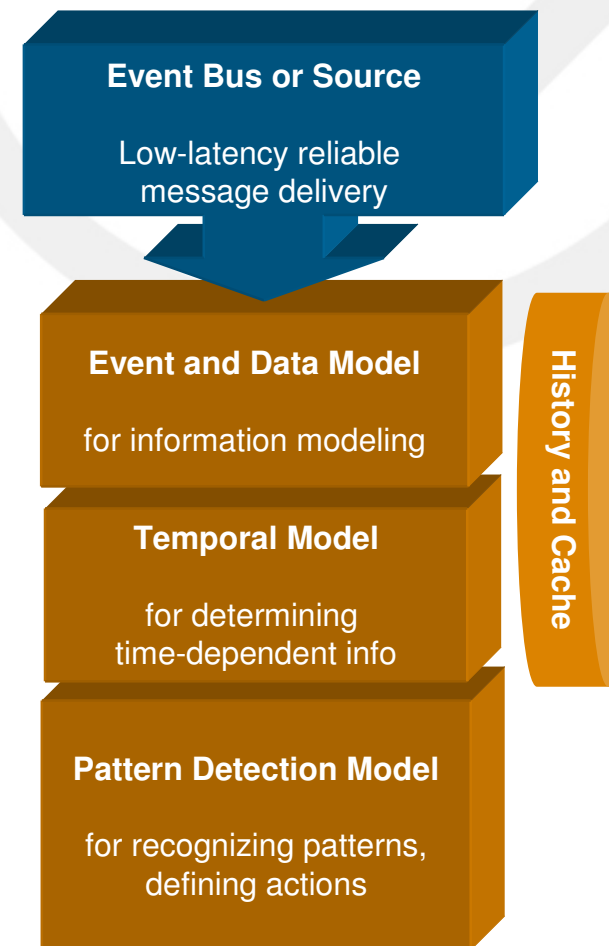 Event Bus or Source
Low-latency reliable
message delivery
Event and Data Model
for information modeling
Temporal Model
for determining
time-dependent info
Pattern Detection Model
for recognizing patterns,
defining actions
History and Cache